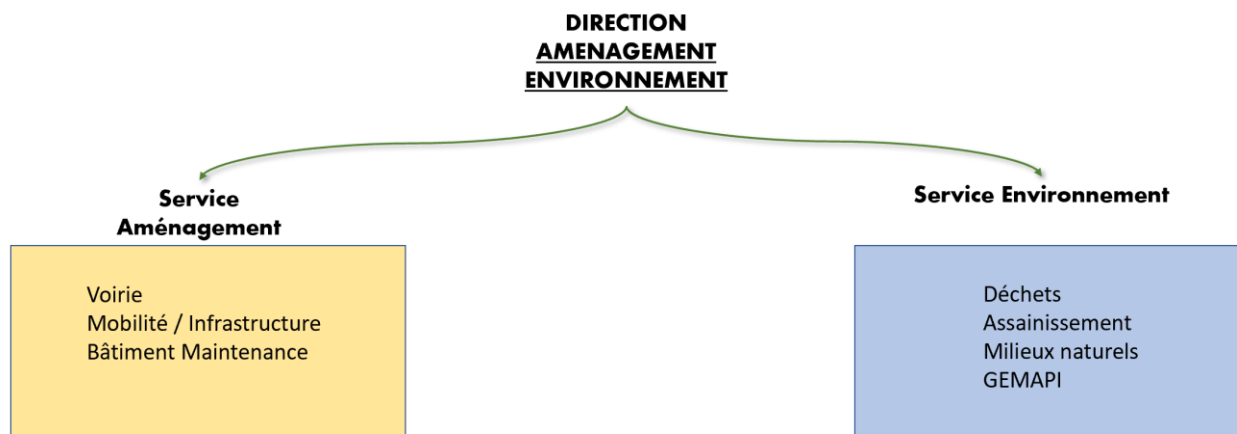 DIRECTION
AMENAGEMENT
ENVIRONNEMENT
Service
Aménagement
Voirie
Mobilité / Infrastructure
Bâtiment Maintenance
Service Environnement
Déchets
Assainissement
Milieux naturels
GEMAPI